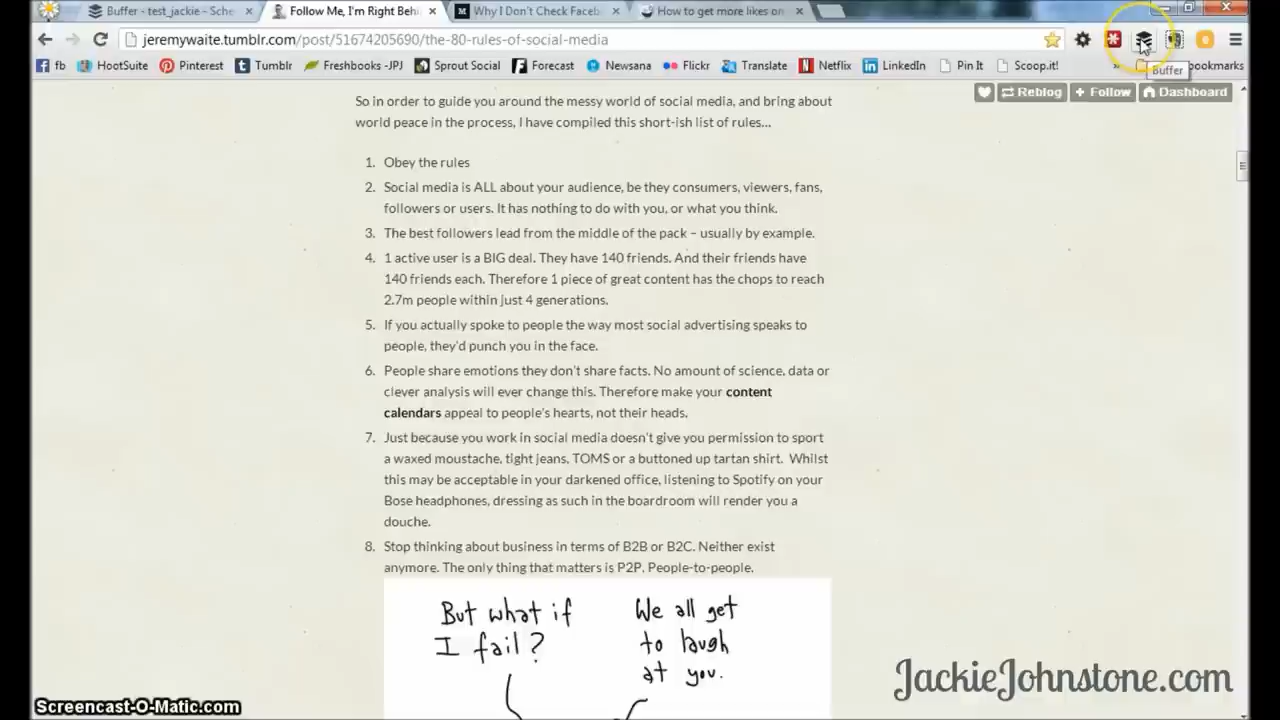 Buffer - test_jackie - Sche
Follow Me, I'm Right Behi
Why I Don't Check Faceb
How to get more likes on
jeremywaite.tumblr.com/post/51674205690/the-80-rules-of-social-media
fb HootSuite Pinterest Tumblr Freshbooks -JPJ Sprout Social Forecast Newsana Flickr Translate Netflix LinkedIn Pin It Scoop.it! » bookmarks
Buffer
Reblog + Follow Dashboard
So in order to guide you around the messy world of social media, and bring about
world peace in the process, I have compiled this short-ish list of rules...
1. Obey the rules
2. Social media is ALL about your audience, be they consumers, viewers, fans,
followers or users. It has nothing to do with you, or what you think.
3. The best followers lead from the middle of the pack – usually by example.
4. 1 active user is a BIG deal. They have 140 friends. And their friends have
140 friends each. Therefore 1 piece of great content has the chops to reach
2.7m people within just 4 generations.
5. If you actually spoke to people the way most social advertising speaks to
people, they'd punch you in the face.
6. People share emotions they don't share facts. No amount of science, data or
clever analysis will ever change this. Therefore make your content
calendars appeal to people's hearts, not their heads.
7. Just because you work in social media doesn't give you permission to sport
a waxed moustache, tight jeans, TOMS or a buttoned up tartan shirt. Whilst
this may be acceptable in your darkened office, listening to Spotify on your
Bose headphones, dressing as such in the boardroom will render you a
douche.
8. Stop thinking about business in terms of B2B or B2C. Neither exist
anymore. The only thing that matters is P2P. People-to-people.
But what if
I fail?
We all get
to laugh
at you.
JackieJohnstone.com
Screencast-O-Matic.com